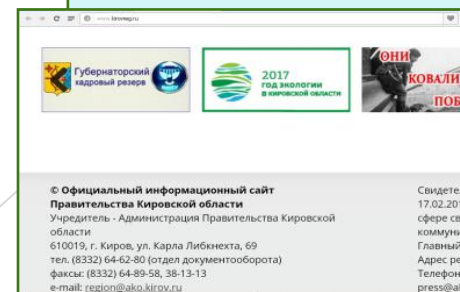 www.kirovreg.ru
Губернаторский
кадровый резерв
2017
ГОД ЭКОЛОГИИ
В КИРОВСКОЙ ОБЛАСТИ
ОНИ
КОВАЛИ
ПОБ
© Официальный информационный сайт
Правительства Кировской области
Учредитель - Администрация Правительства Кировской
области
610019, г. Киров, ул. Карла Либкнехта, 69
тел. (8332) 64-62-80 (отдел документооборота)
факсы: (8332) 64-89-58, 38-13-13
e-mail: region@ako.kirov.ru
Свидетел
17.02.201
сфере св
коммуни
Главный
Адрес ре
Телефон
press@ak